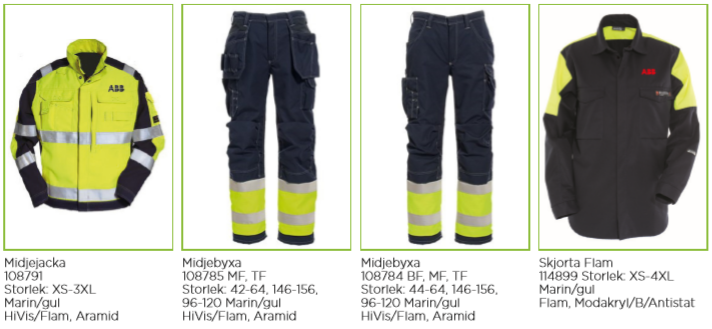 ABB
ABB
Midjejacka
108791
Storlek: XS-3XL
Marin/gul
HiVis/Flam, Aramid
Midjebyxa
108785 MF, TF
Storlek: 42-64, 146-156,
96-120 Marin/gul
HiVis/Flam, Aramid
Midjebyxa
108784 BF, MF, TF
Storlek: 44-64, 146-156,
96-120 Marin/gul
HiVis/Flam, Aramid
Skjorta Flam
114899 Storlek: XS-4XL
Marin/gul
Flam, Modakryl/B/Antistat